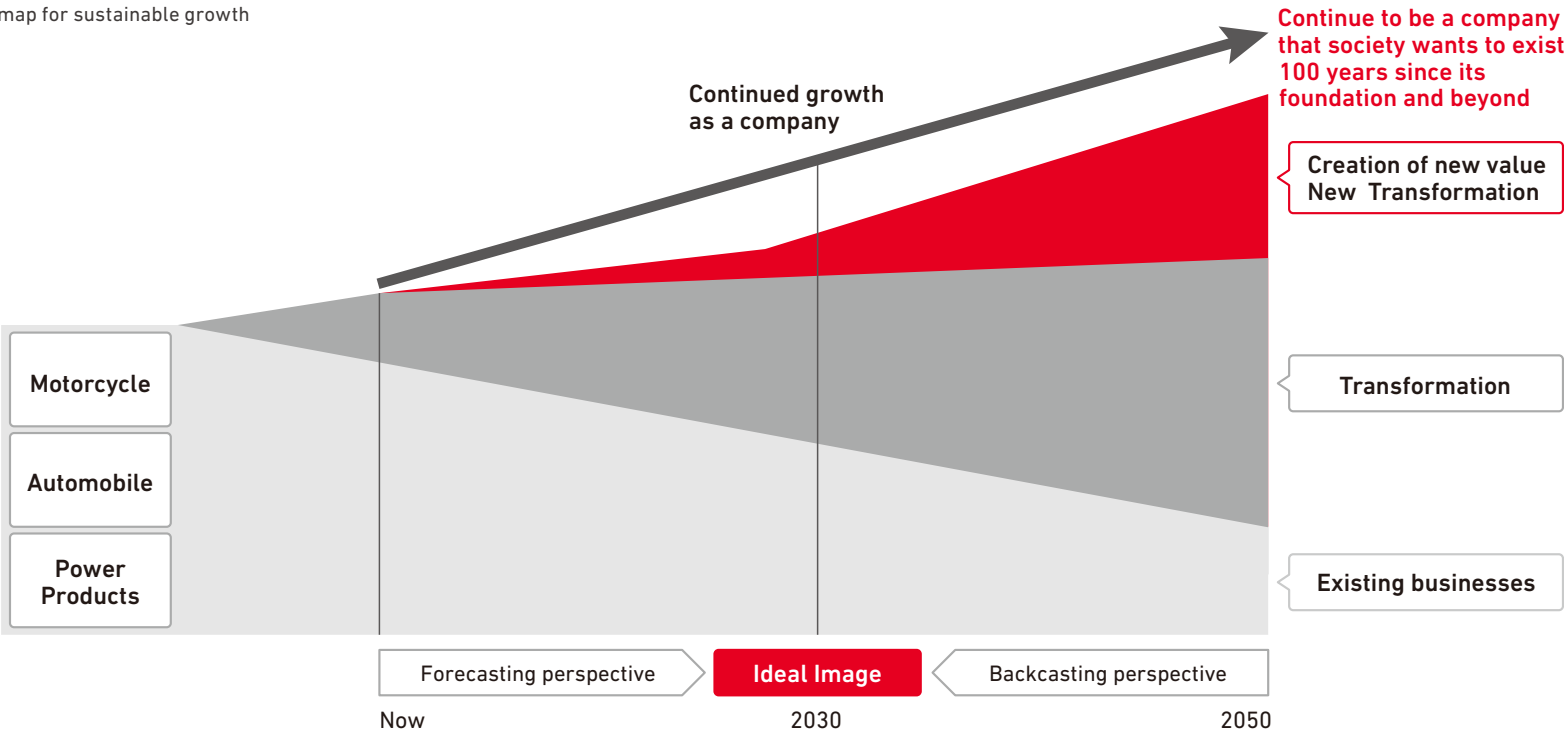 map for sustainable growth
Continue to be a company
that society wants to exist
100 years since its
foundation and beyond
Continued growth
as a company
Creation of new value
New Transformation
Motorcycle
Transformation
Automobile
Power
Products
Existing businesses
Forecasting perspective
Ideal Image
Backcasting perspective
Now
2030
2050